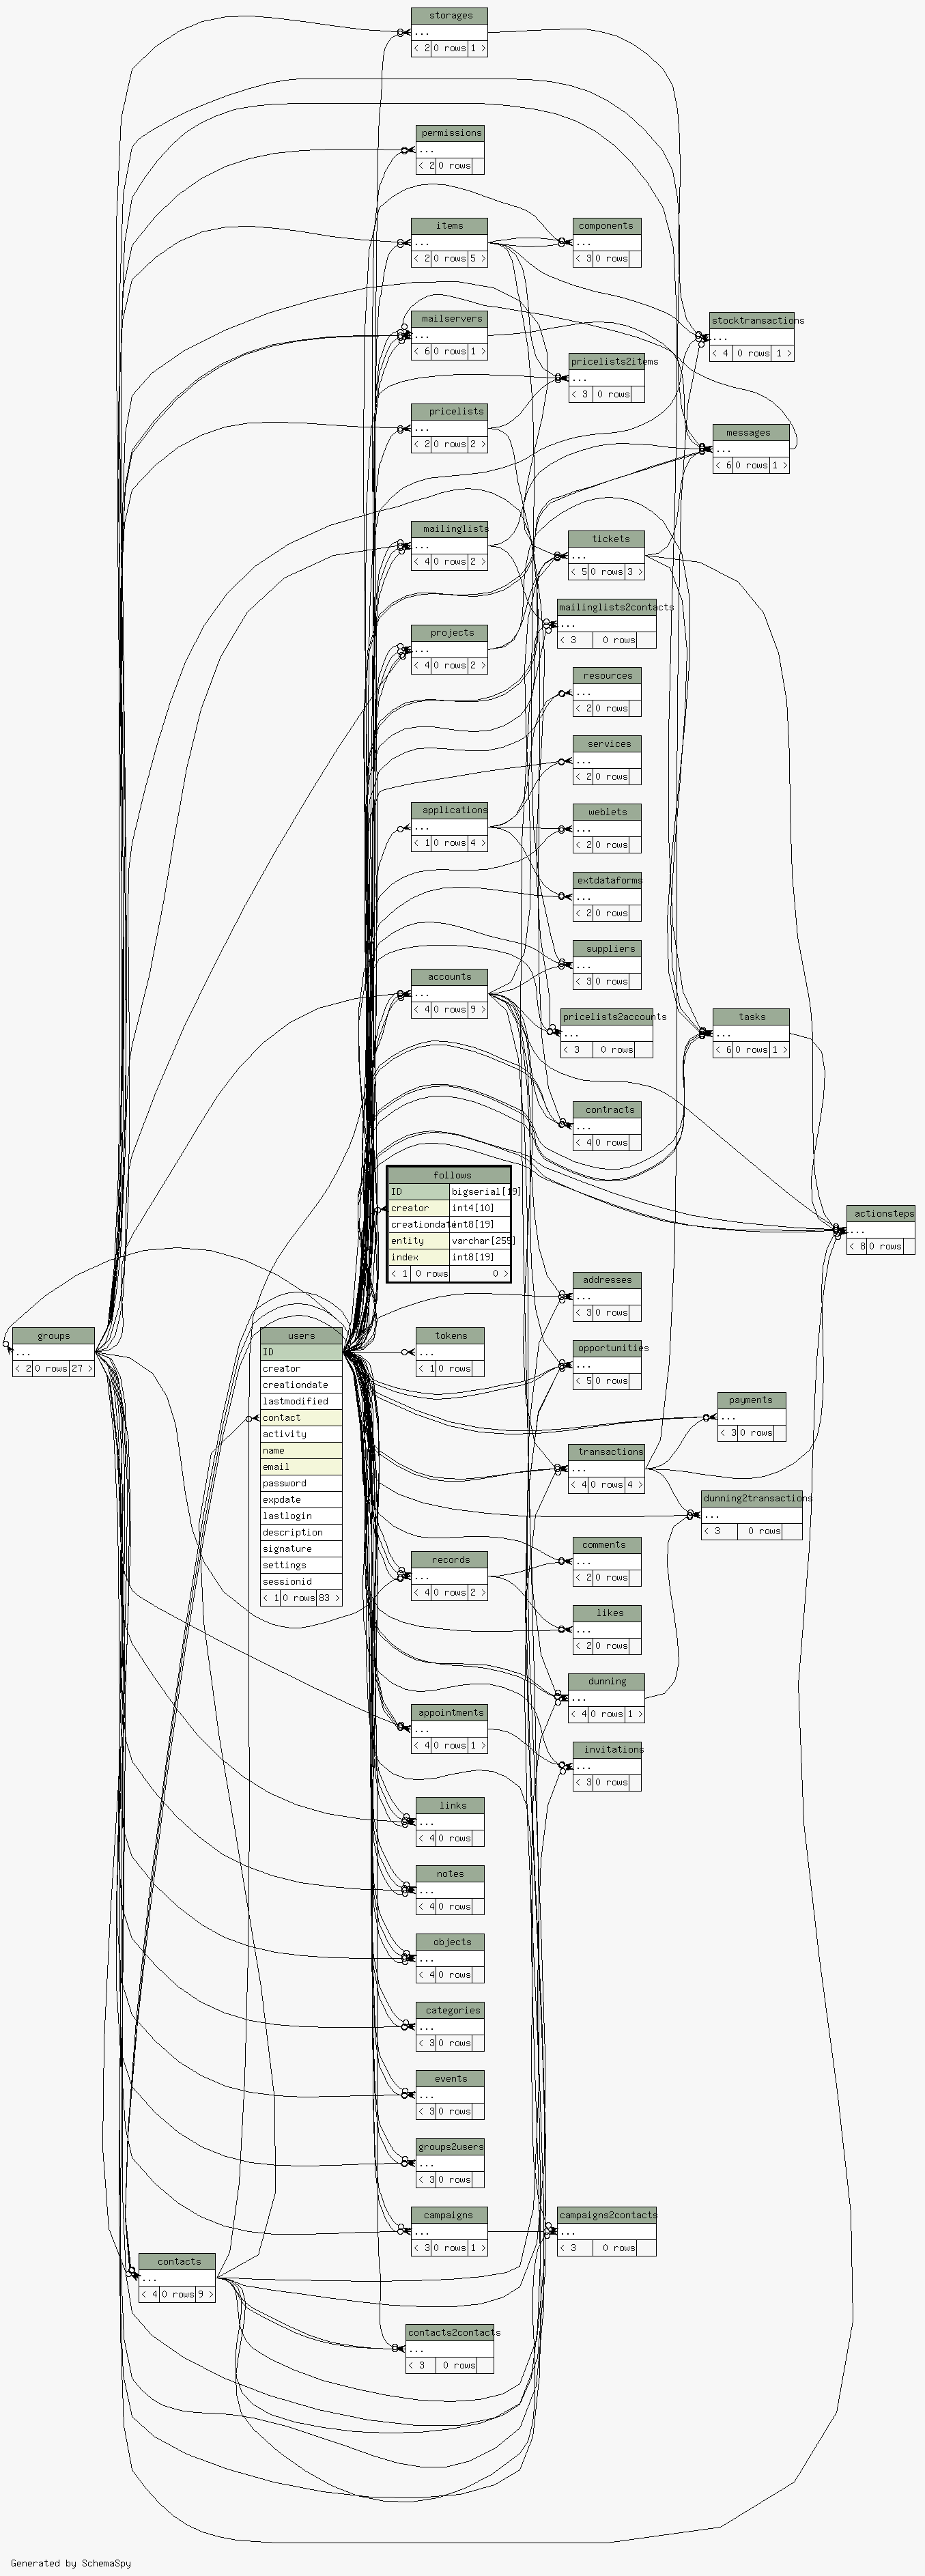 storages
...
< 2 0 rows 1 >
permissions
...
< 2 0 rows
items
...
< 2 0 rows 5 >
components
...
< 3 0 rows
mailservers
...
< 6 0 rows 1 >
stocktransactions
...
< 4 0 rows 1 >
pricelists2items
...
< 3 0 rows
pricelists
...
< 2 0 rows 2 >
messages
...
< 6 0 rows 1 >
mailinglists
...
< 4 0 rows 2 >
tickets
...
< 5 0 rows 3 >
mailinglists2contacts
...
< 3 0 rows
projects
...
< 4 0 rows 2 >
resources
...
< 2 0 rows
services
...
< 2 0 rows
applications
...
< 1 0 rows 4 >
weblets
...
< 2 0 rows
extdataforms
...
< 2 0 rows
suppliers
...
< 3 0 rows
accounts
...
< 4 0 rows 9 >
pricelists2accounts
...
< 3 0 rows
tasks
...
< 6 0 rows 1 >
contracts
...
< 4 0 rows
follows
ID bigserial[19]
creator int4[10]
creationdate int8[19]
entity varchar[255]
index int8[19]
< 1 0 rows 0 >
actionsteps
...
< 8 0 rows
addresses
...
< 3 0 rows
groups
...
< 2 0 rows 27 >
users
ID
creator
creationdate
lastmodified
contact
activity
name
email
password
expdate
lastlogin
description
signature
settings
sessionid
< 1 0 rows 83 >
tokens
...
< 1 0 rows
opportunities
...
< 5 0 rows
payments
...
< 3 0 rows
transactions
...
< 4 0 rows 4 >
dunning2transactions
...
< 3 0 rows
comments
...
< 2 0 rows
records
...
< 4 0 rows 2 >
likes
...
< 2 0 rows
dunning
...
< 4 0 rows 1 >
appointments
...
< 4 0 rows 1 >
invitations
...
< 3 0 rows
links
...
< 4 0 rows
notes
...
< 4 0 rows
objects
...
< 4 0 rows
categories
...
< 3 0 rows
events
...
< 3 0 rows
groups2users
...
< 3 0 rows
campaigns
...
< 3 0 rows 1 >
campaigns2contacts
...
< 3 0 rows
contacts
...
< 4 0 rows 9 >
contacts2contacts
...
< 3 0 rows
Generated by SchemaSpy